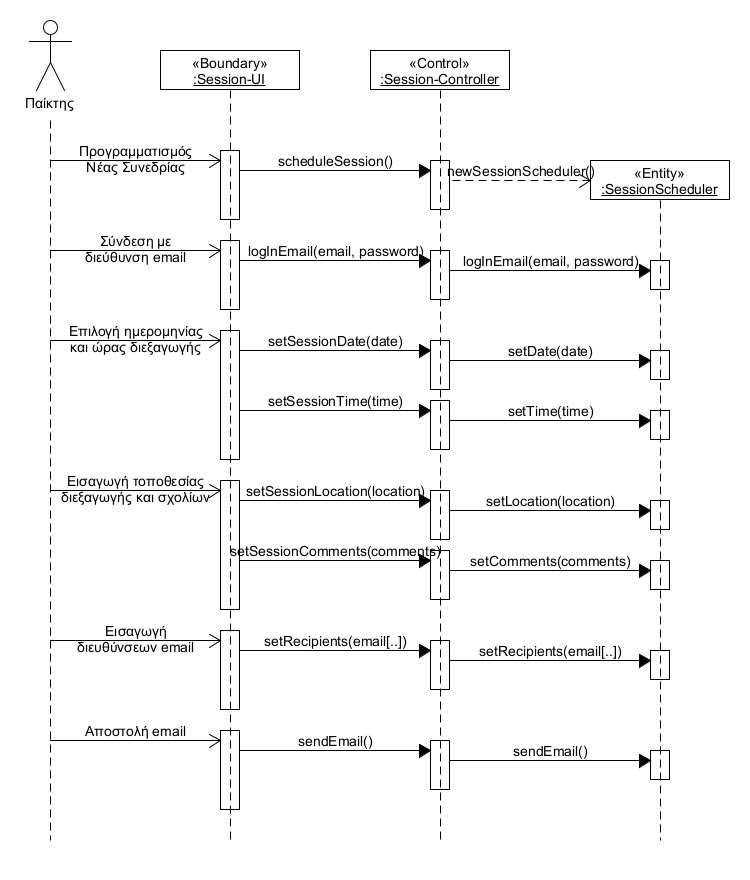 Παίκτης
«Boundary»
:Session-UI
«Control»
:Session-Controller
Προγραμματισμός
Νέας Συνεδρίας
scheduleSession()
newSessionScheduler()
«Entity»
:SessionScheduler
Σύνδεση με
διεύθυνση email
logInEmail(email, password)
logInEmail(email, password)
Επιλογή ημερομηνίας
και ώρας διεξαγωγής
setSessionDate(date)
setDate(date)
setSessionTime(time)
setTime(time)
Εισαγωγή τοποθεσίας
διεξαγωγής και σχολίων
setSessionLocation(location)
setLocation(location)
setSessionComments(comments)
setComments(comments)
Εισαγωγή
διευθύνσεων email
setRecipients(email[..])
setRecipients(email[..])
Αποστολή email
sendEmail()
sendEmail()